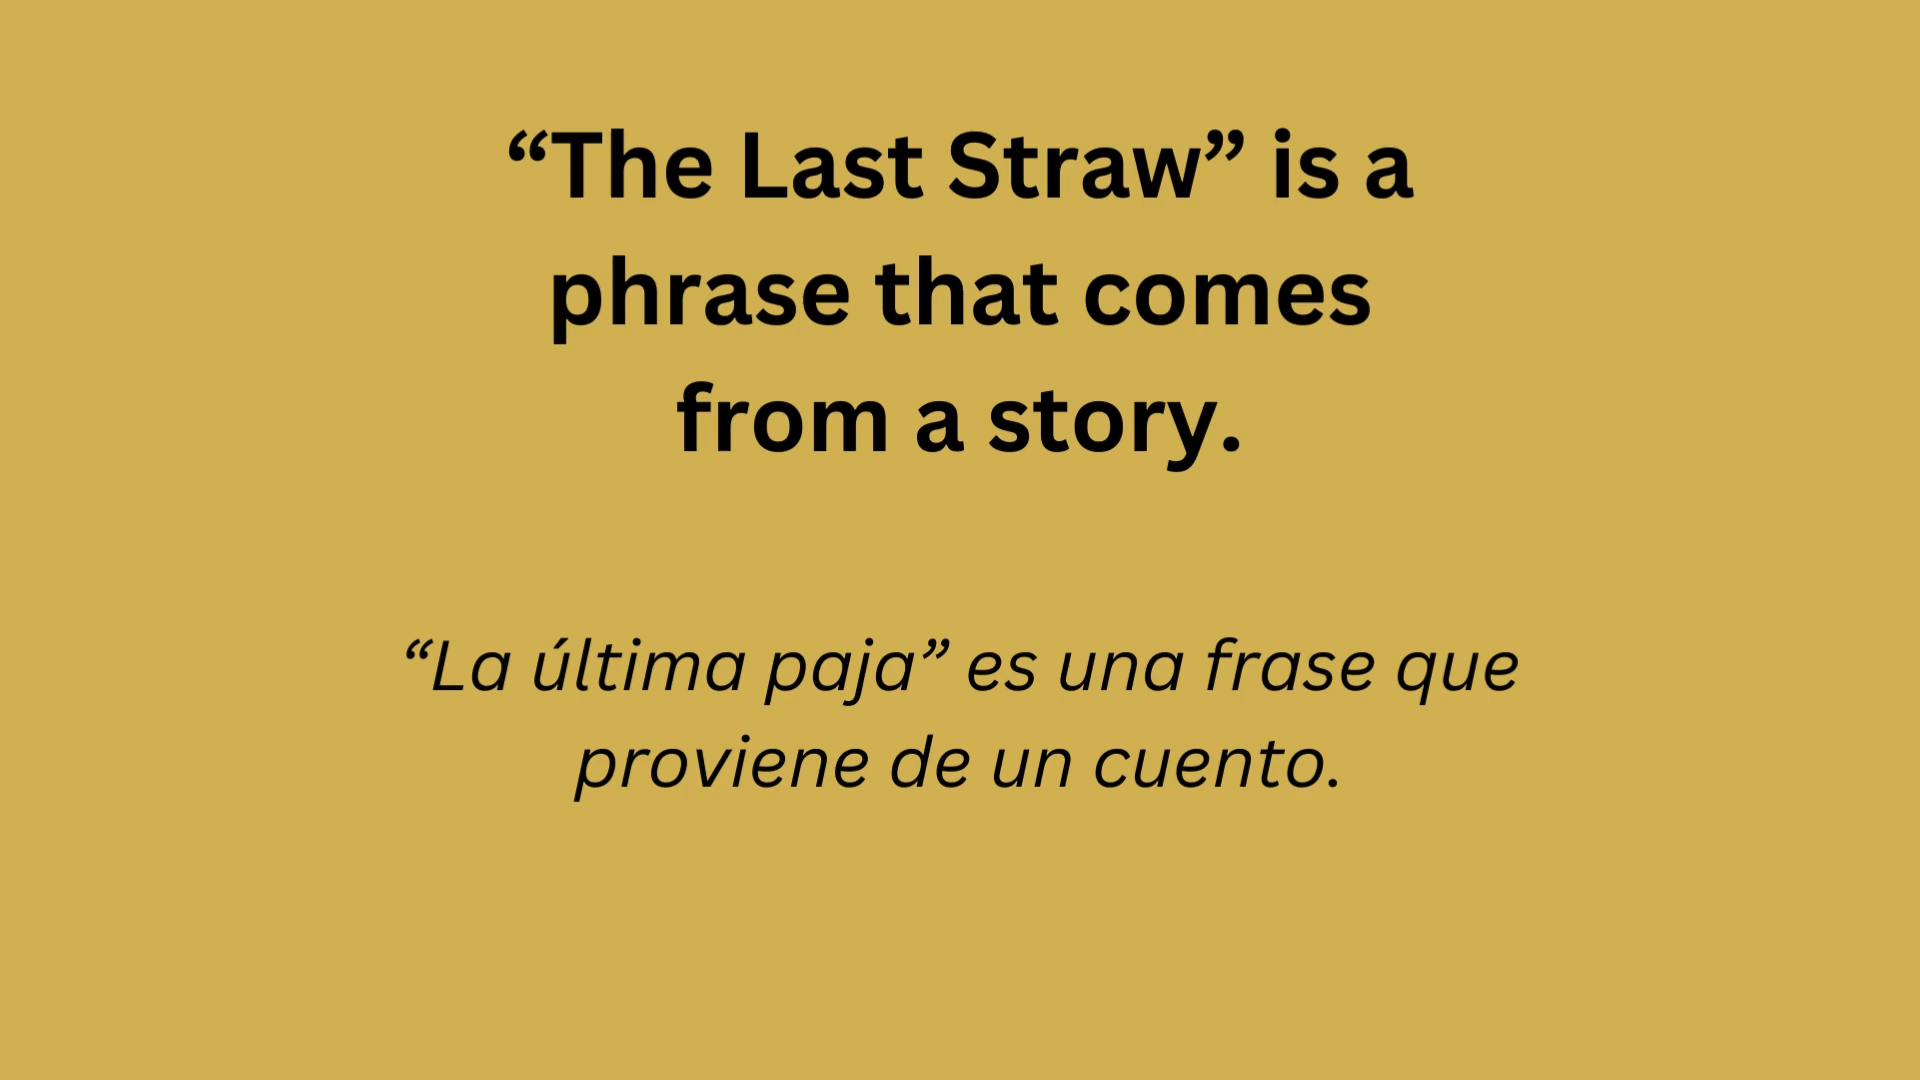 “The Last Straw” is a
phrase that comes
from a story.
“La última paja” es una frase que
proviene de un cuento.